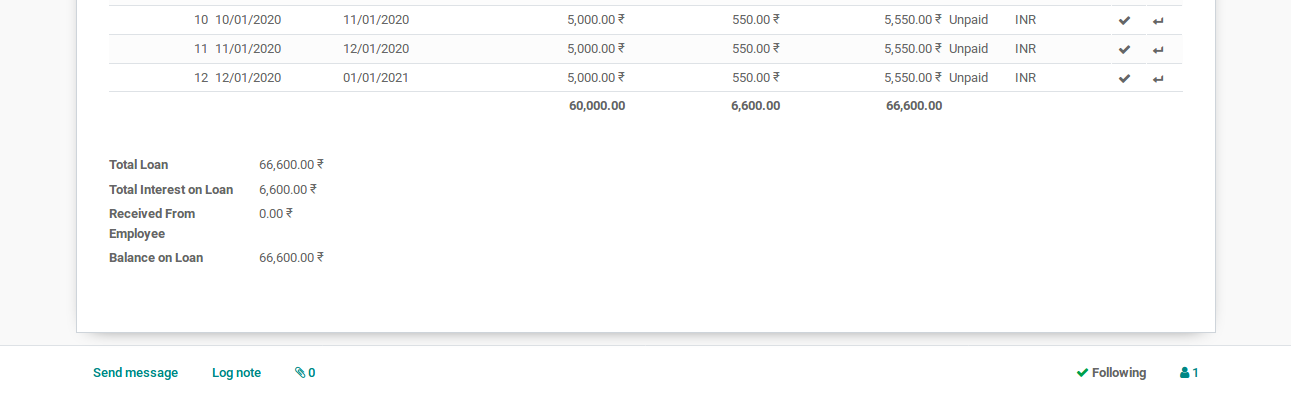 10 10/01/2020 11/01/2020 5,000.00 ₹ 550.00 ₹ 5,550.00 ₹ Unpaid INR
11 11/01/2020 12/01/2020 5,000.00 ₹ 550.00 ₹ 5,550.00 ₹ Unpaid INR
12 12/01/2020 01/01/2021 5,000.00 ₹ 550.00 ₹ 5,550.00 ₹ Unpaid INR
60,000.00 6,600.00 66,600.00
Total Loan 66,600.00 ₹
Total Interest on Loan 6,600.00 ₹
Received From 0.00 ₹
Employee
Balance on Loan 66,600.00 ₹
Send message Log note 0 Following 1